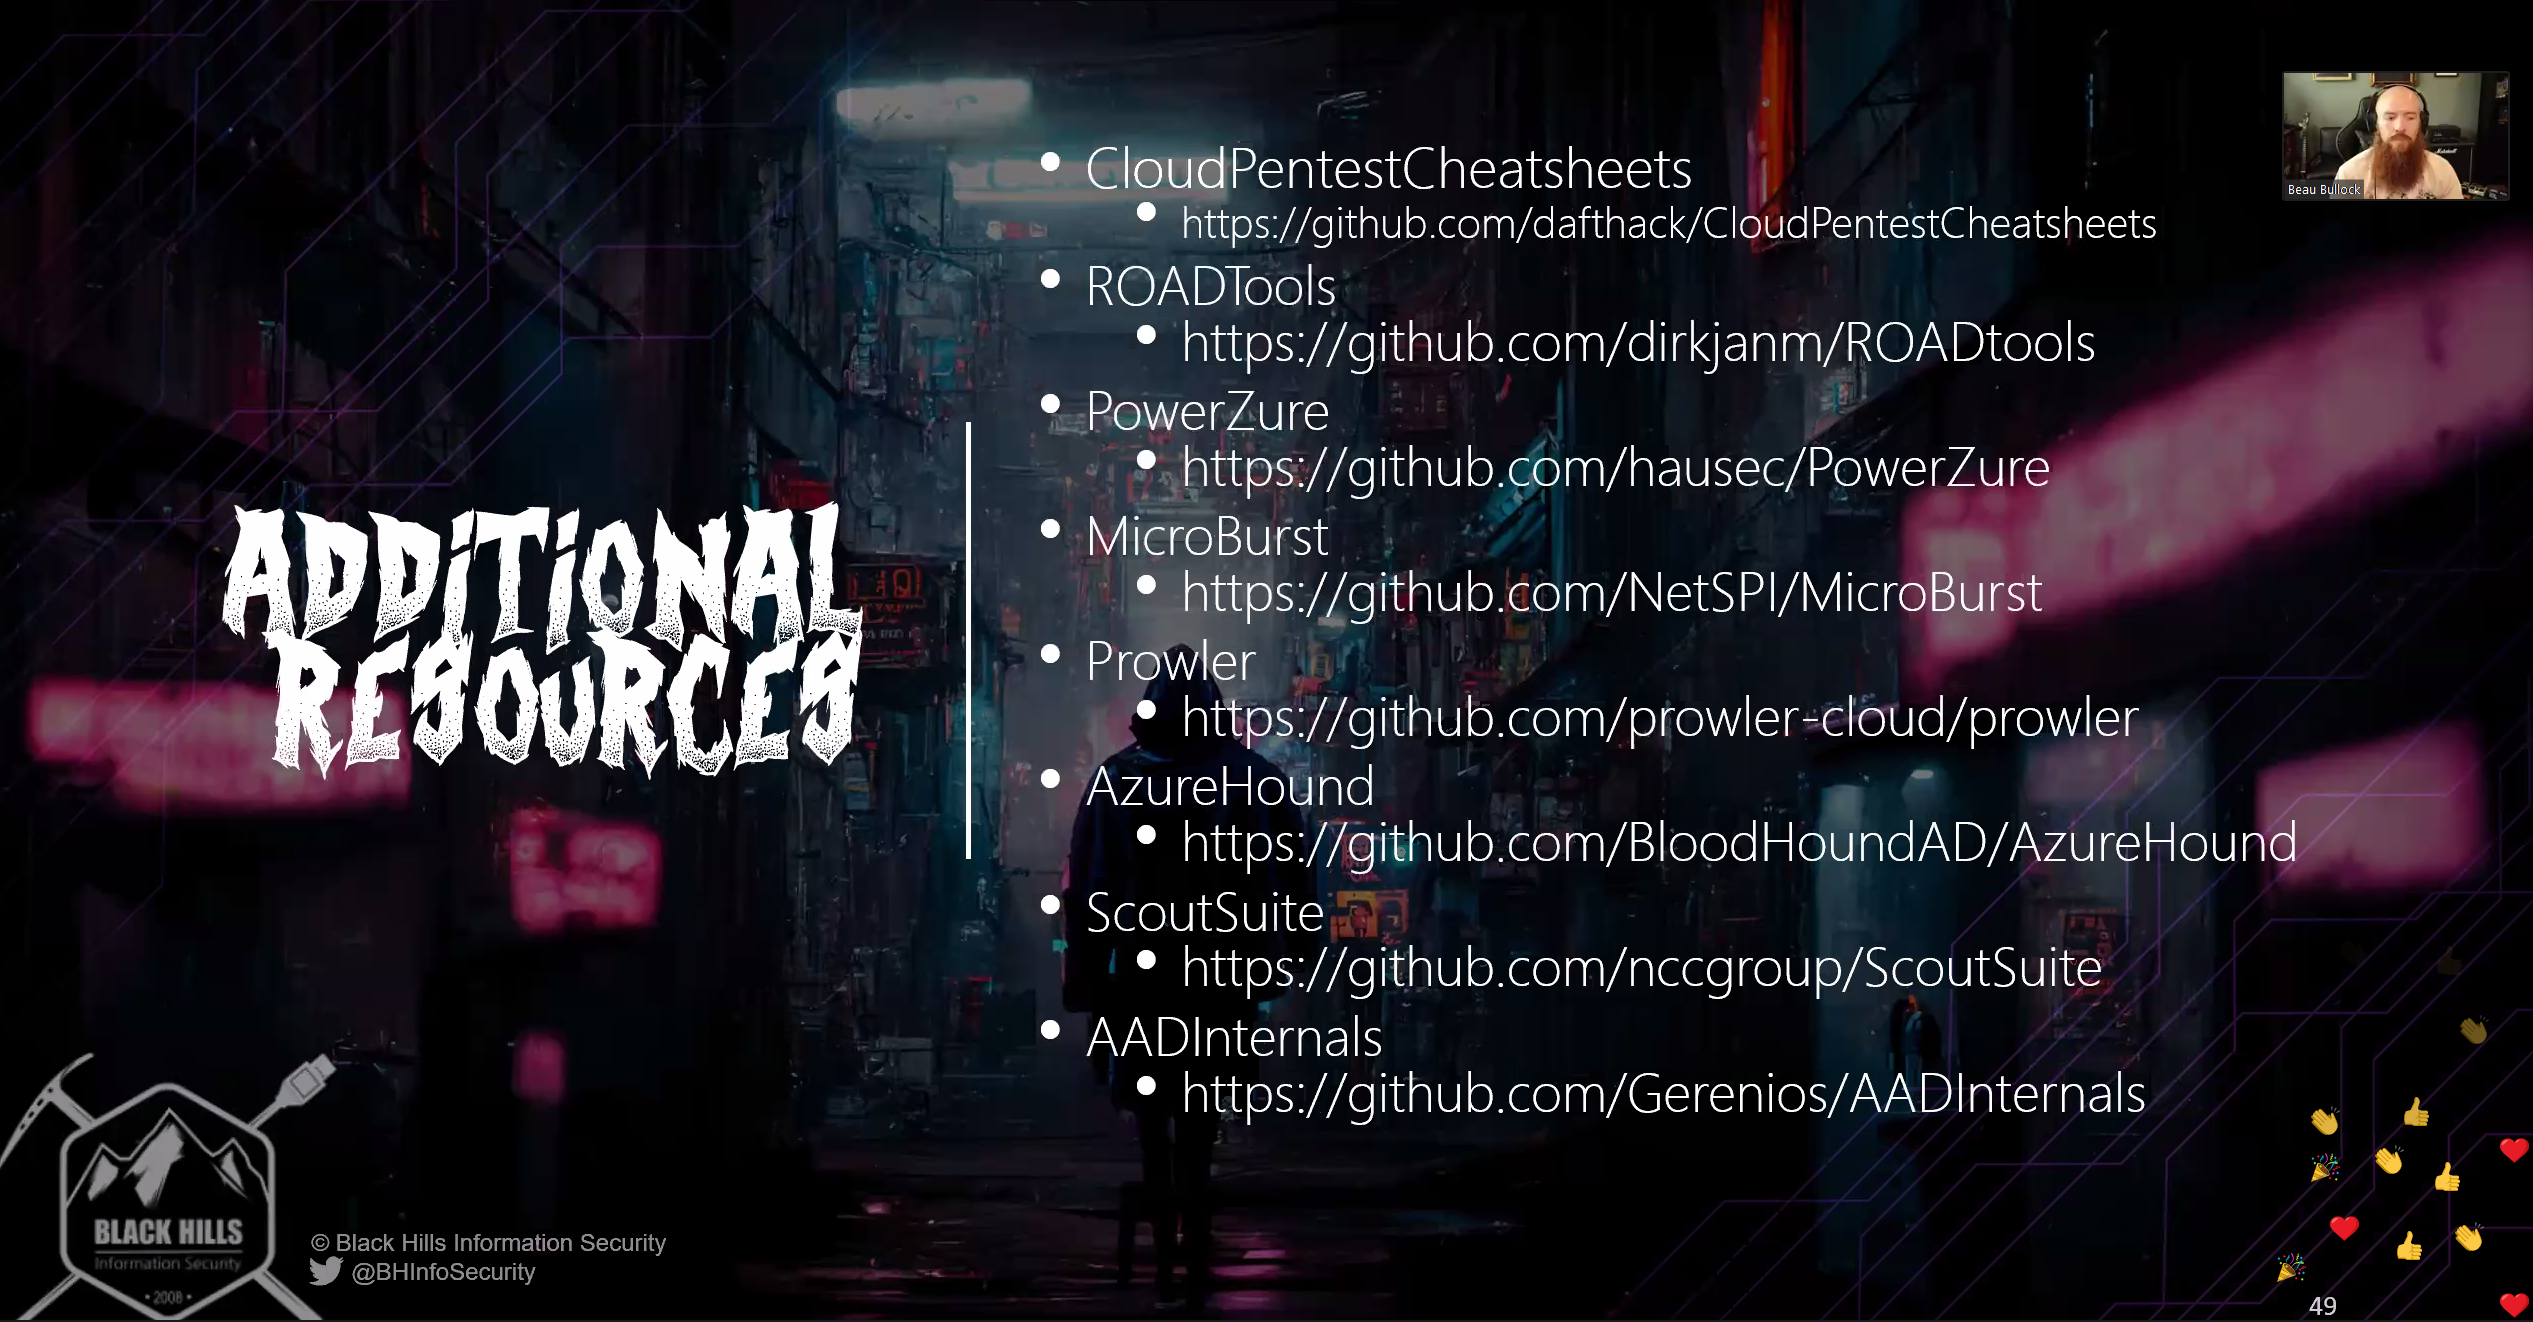 Beau Bullock
ADDITIONAL
RESOURCES
CloudPentestCheatsheets
https://github.com/dafthack/CloudPentestCheatsheets
ROADTools
https://github.com/dirkjanm/ROADtools
PowerZure
https://github.com/hausec/PowerZure
MicroBurst
https://github.com/NetSPI/MicroBurst
Prowler
https://github.com/prowler-cloud/prowler
AzureHound
https://github.com/BloodHoundAD/AzureHound
ScoutSuite
https://github.com/nccgroup/ScoutSuite
AADInternals
https://github.com/Gerenios/AADInternals
BLACK HILLS
Information Security
• 2008 •
© Black Hills Information Security
@BHInfoSecurity
49